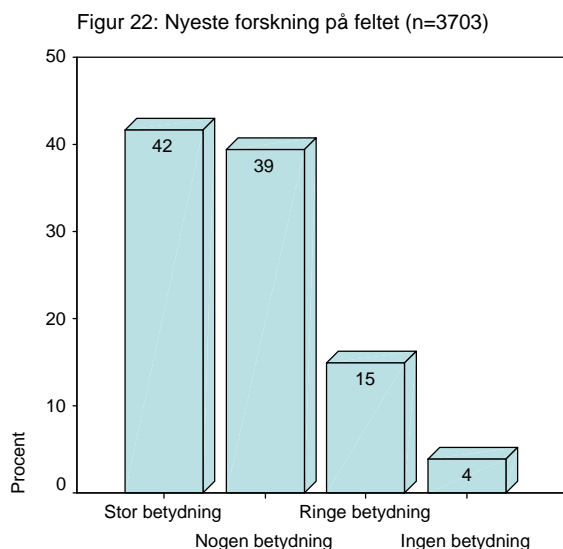 Figur 22: Nyeste forskning på feltet (n=3703)
50
40
30
20
10
0
Procent
42
39
15
4
Stor betydning
Nogen betydning
Ringe betydning
Ingen betydning